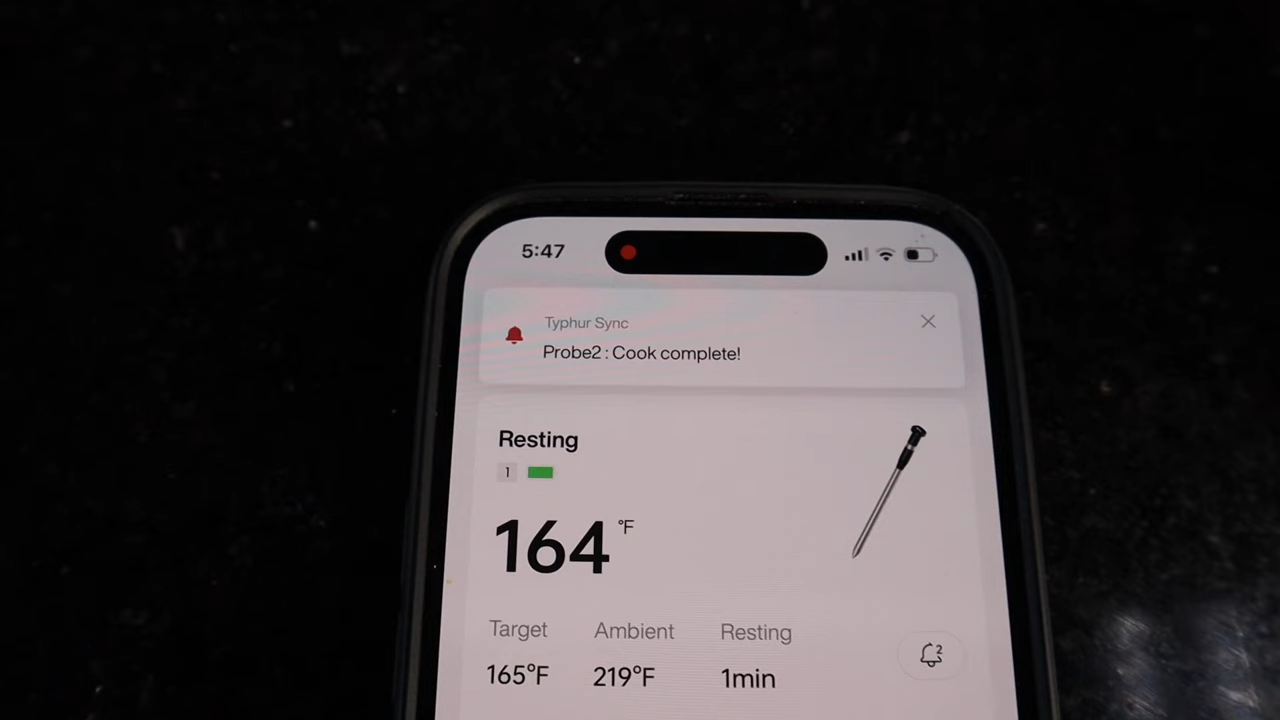 5:47
Typhur Sync
Probe2 : Cook complete!
Resting
1
164 °F
Target Ambient Resting
165°F 219°F 1min
2